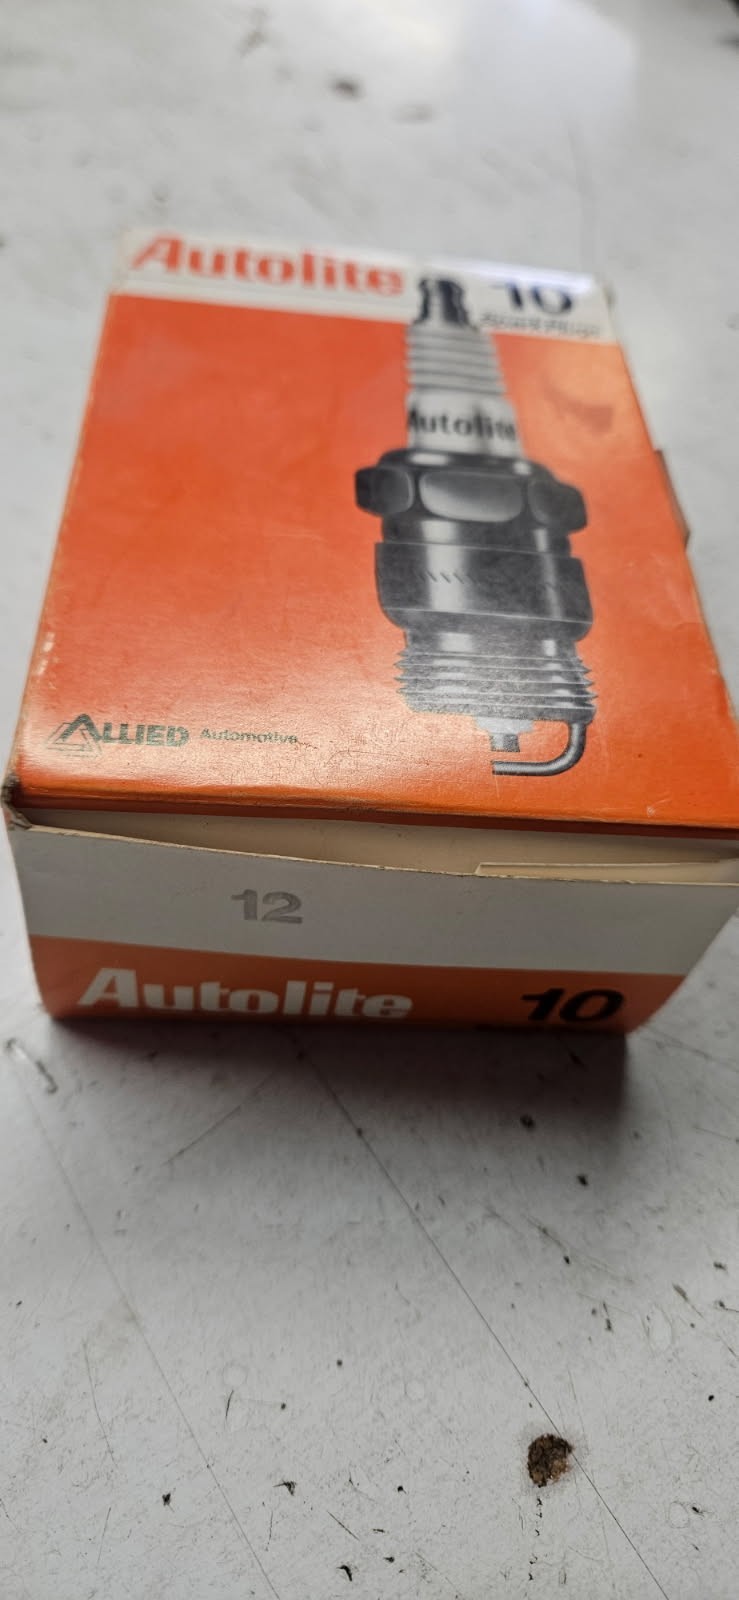 Autolite 10
Spark Plugs
Autolite
ALLIED Automotive
12
Autolite 10